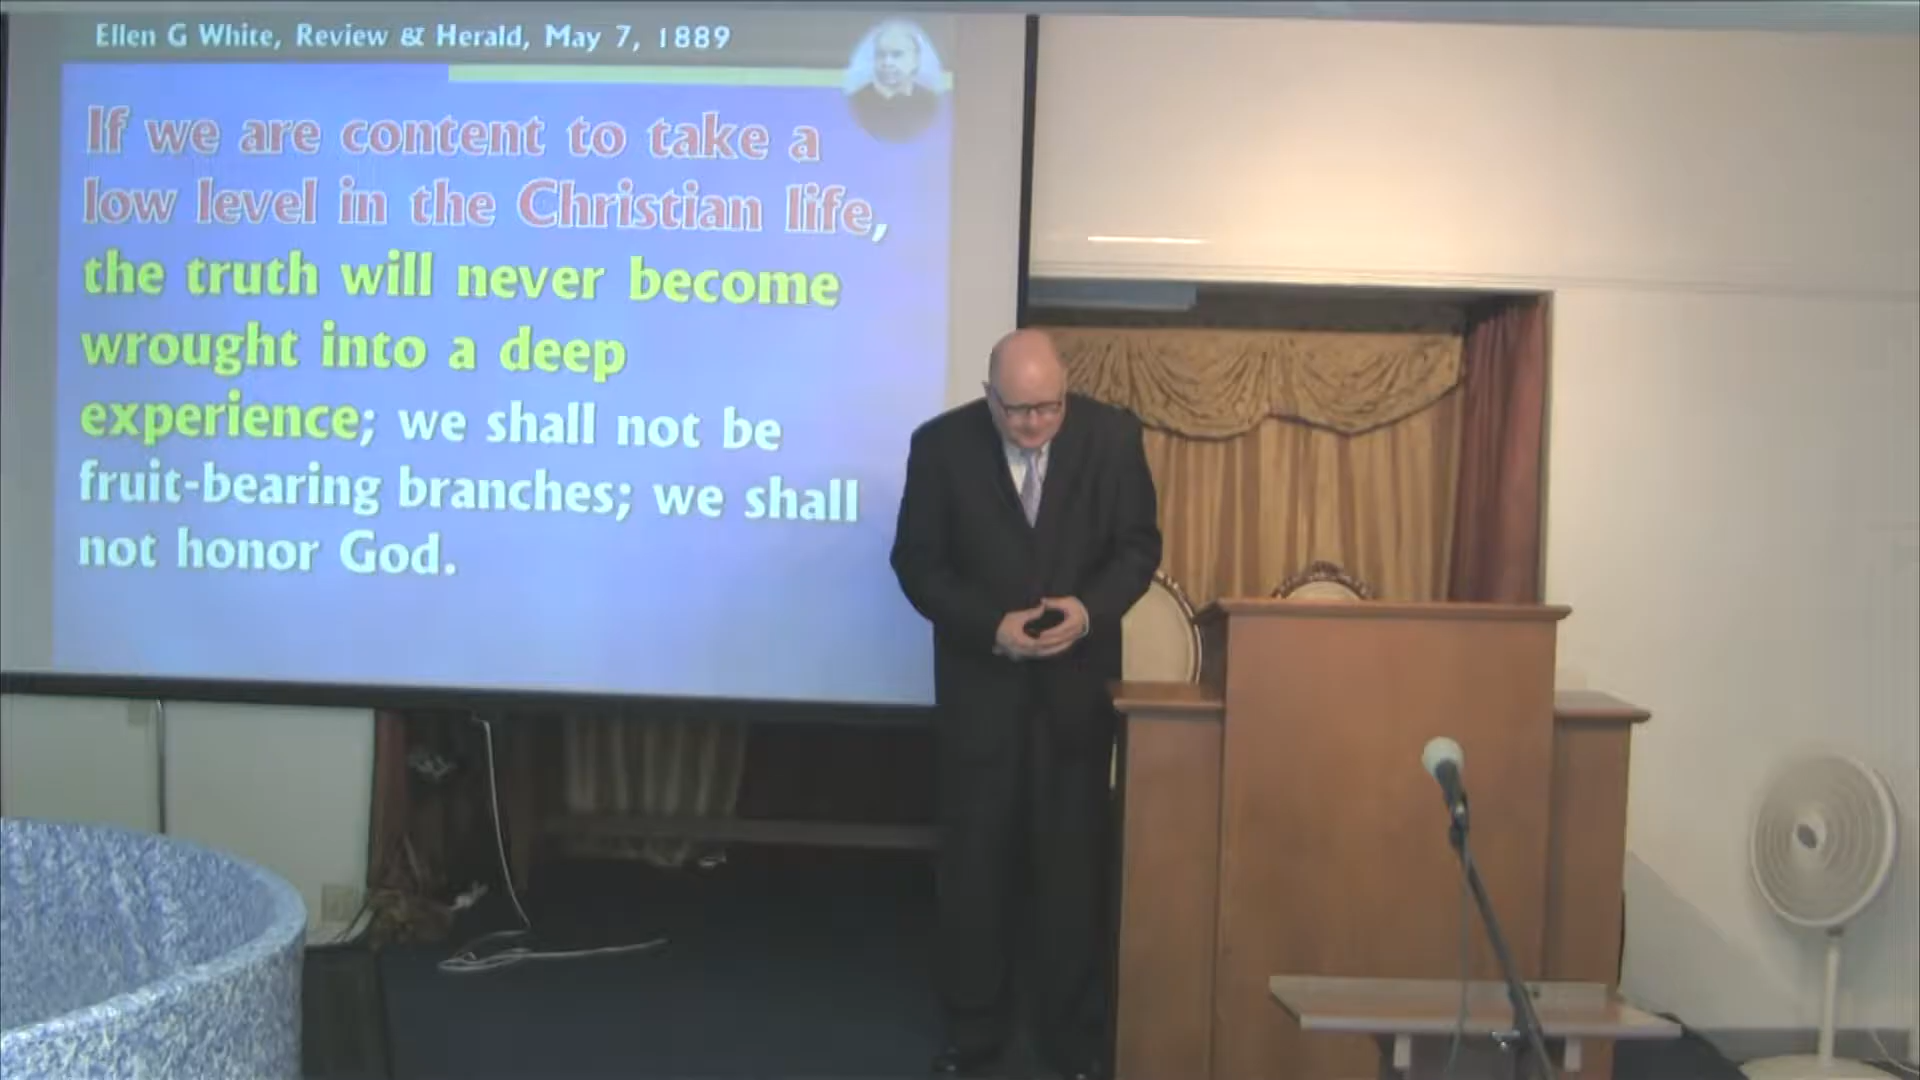 Ellen G White, Review & Herald, May 7, 1889
If we are content to take a
low level in the Christian life,
the truth will never become
wrought into a deep
experience; we shall not be
fruit-bearing branches; we shall
not honor God.